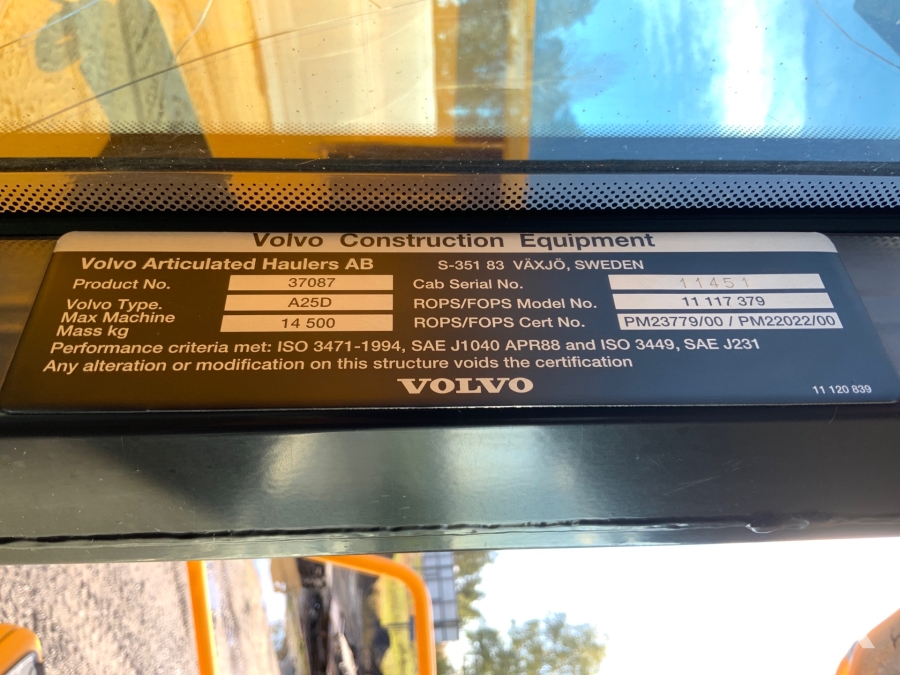 Volvo Construction Equipment
Volvo Articulated Haulers AB S-351 83 VÄXJÖ, SWEDEN
Product No. 37087 Cab Serial No. 11451
Volvo Type. A25D ROPS/FOPS Model No. 11 117 379
Max Machine
Mass kg 14 500 ROPS/FOPS Cert No. PM23779/00 / PM22022/00
Performance criteria met: ISO 3471-1994, SAE J1040 APR88 and ISO 3449, SAE J231
Any alteration or modification on this structure voids the certification
VOLVO
11 120 839